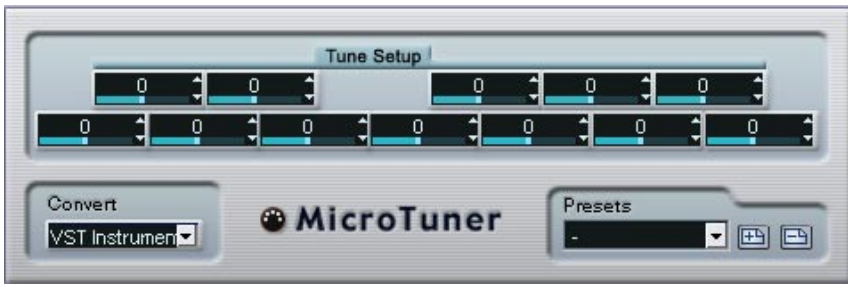 Tune Setup
0 0 0 0 0
0 0 0 0 0 0 0
Convert
VST Instrumen
MicroTuner
Presets
-